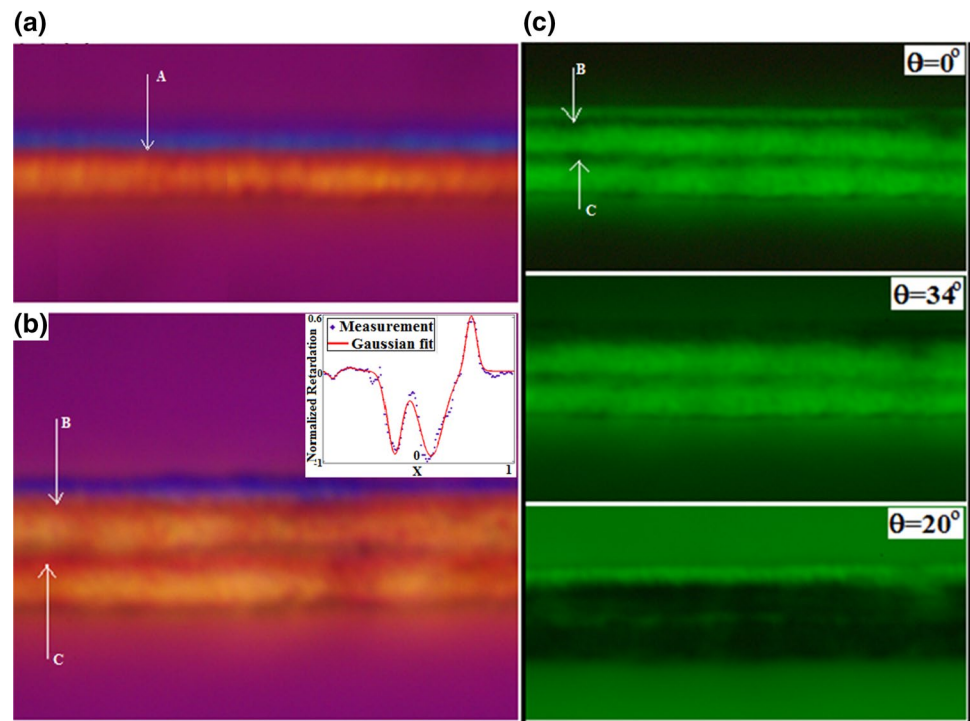 (a)
A
(b)
B
C
0.6
Measurement
Gaussian fit
Normalized Retardation
0
-1
0
X
1
(c)
θ=0°
B
C
θ=34°
θ=20°